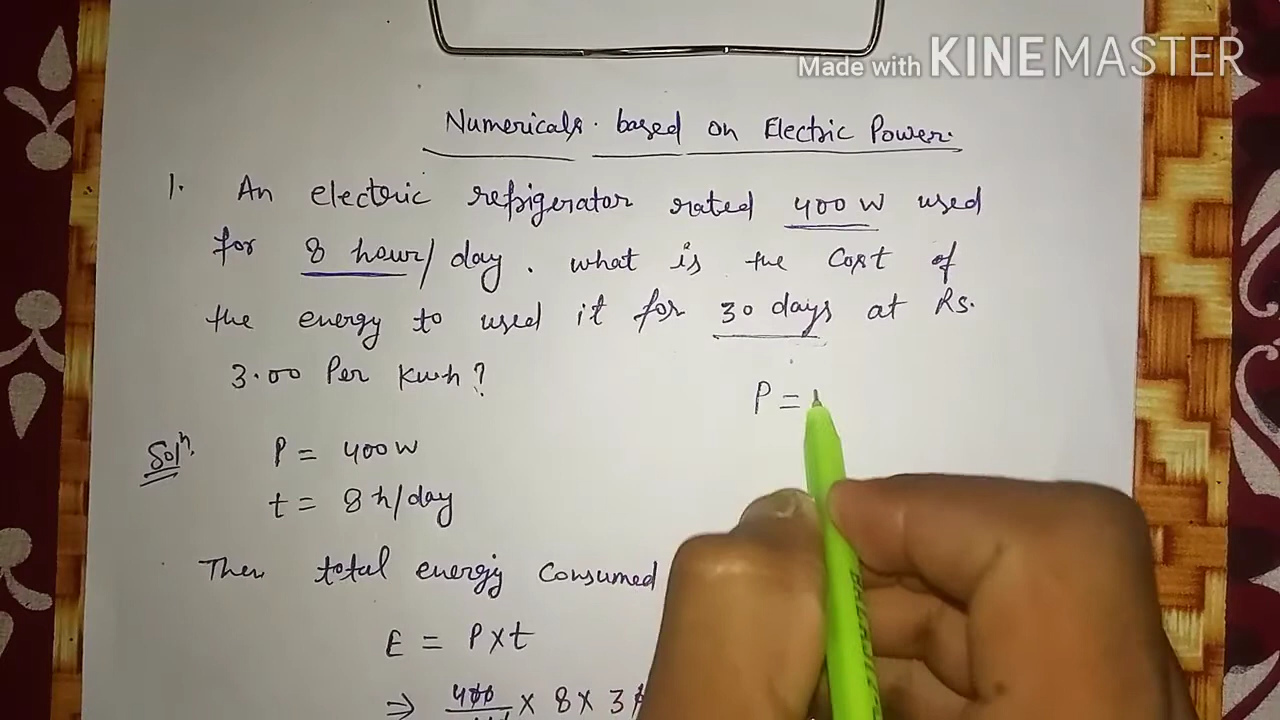 Made with KINEMASTER
Numericals. based on Electric Power.
1. An electric refrigerator rated 400 W used
for 8 hour/day. what is the cost of
the energy to used it for 30 days at Rs.
3.00 Per Kwh?
P =
Solⁿ. P = 400 W
t = 8 h/day
Then total energy Consumed
E = P×t
⇒ 400 × 8 × 3